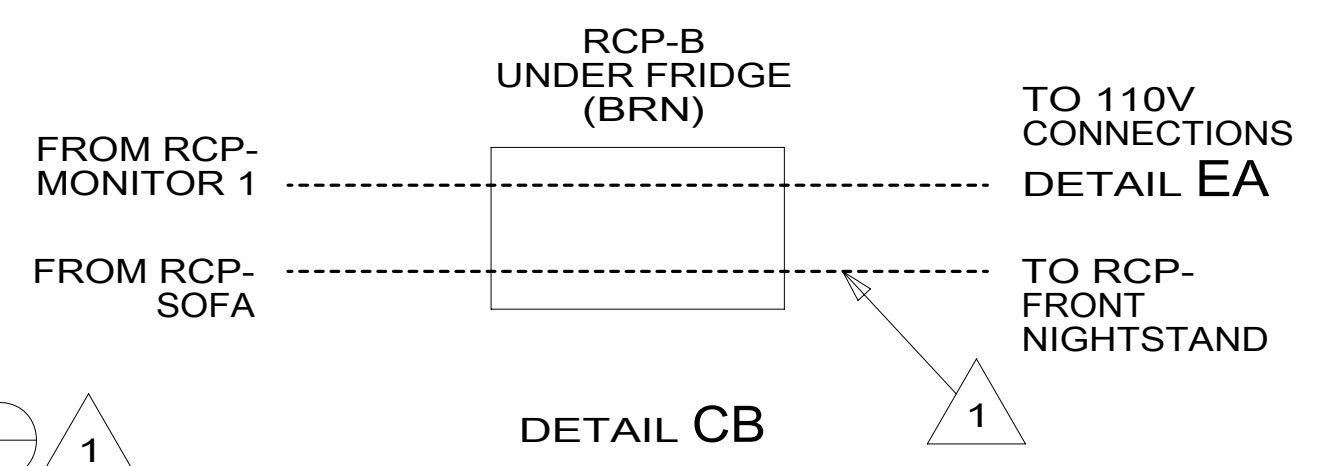 RCP-B
UNDER FRIDGE
(BRN)
FROM RCP-
MONITOR 1
TO 110V
CONNECTIONS
DETAIL EA
FROM RCP-
SOFA
TO RCP-
FRONT
NIGHTSTAND
1
DETAIL CB
1